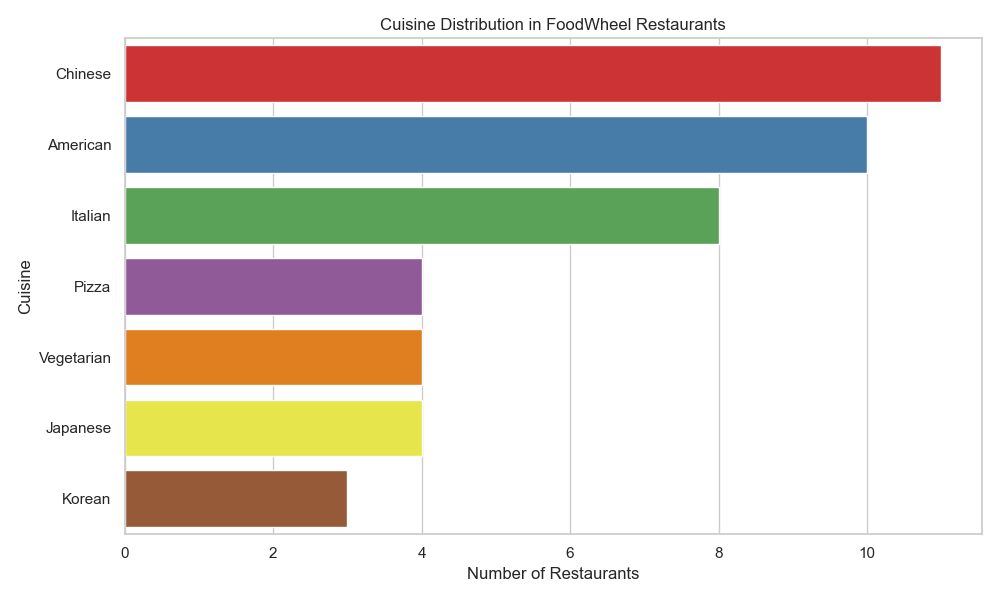 Cuisine Distribution in FoodWheel Restaurants
Cuisine
Chinese
American
Italian
Pizza
Vegetarian
Japanese
Korean
0 2 4 6 8 10
Number of Restaurants